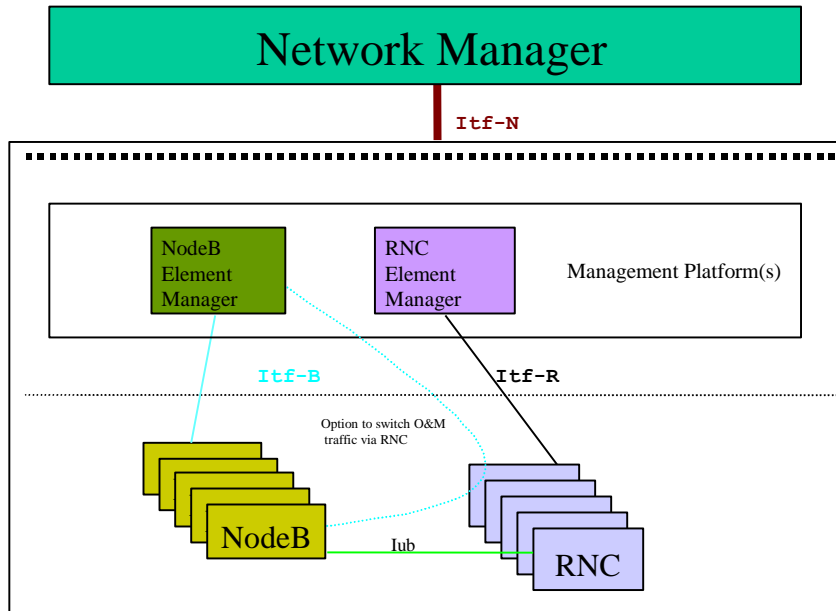 Network Manager
Itf-N
NodeB
Element
Manager
RNC
Element
Manager
Management Platform(s)
Itf-B
Itf-R
Option to switch O&M
traffic via RNC
NodeB
Iub
RNC